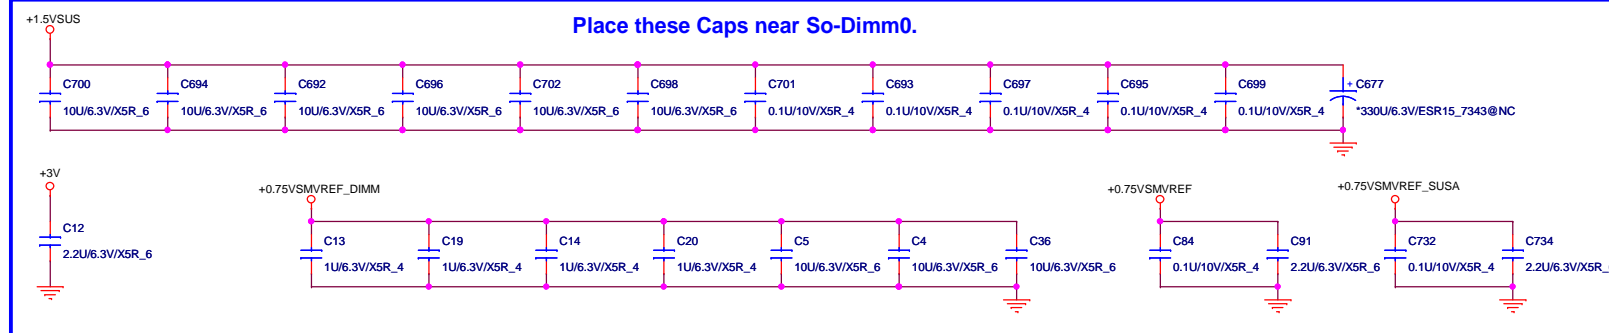 +1.5VSUS
Place these Caps near So-Dimm0.
C700
10U/6.3V/X5R_6
C694
10U/6.3V/X5R_6
C692
10U/6.3V/X5R_6
C696
10U/6.3V/X5R_6
C702
10U/6.3V/X5R_6
C698
10U/6.3V/X5R_6
C701
0.1U/10V/X5R_4
C693
0.1U/10V/X5R_4
C697
0.1U/10V/X5R_4
C695
0.1U/10V/X5R_4
C699
0.1U/10V/X5R_4
+ C677
*330U/6.3V/ESR15_7343@NC
+3V
C12
2.2U/6.3V/X5R_6
+0.75VSMVREF_DIMM
C13
1U/6.3V/X5R_4
C19
1U/6.3V/X5R_4
C14
1U/6.3V/X5R_4
C20
1U/6.3V/X5R_4
C5
10U/6.3V/X5R_6
C4
10U/6.3V/X5R_6
C36
10U/6.3V/X5R_6
+0.75VSMVREF
C84
0.1U/10V/X5R_4
C91
2.2U/6.3V/X5R_6
+0.75VSMVREF_SUSA
C732
0.1U/10V/X5R_4
C734
2.2U/6.3V/X5R_